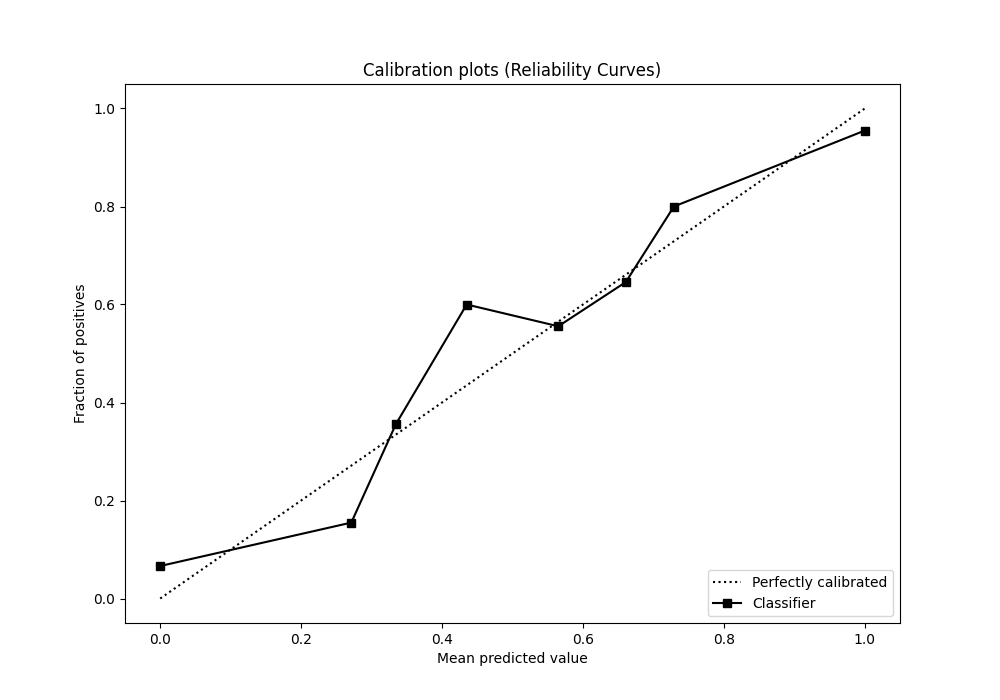 Calibration plots (Reliability Curves)
1.0
0.8
0.6
0.4
0.2
0.0
Fraction of positives
Perfectly calibrated
Classifier
0.0 0.2 0.4 0.6 0.8 1.0
Mean predicted value